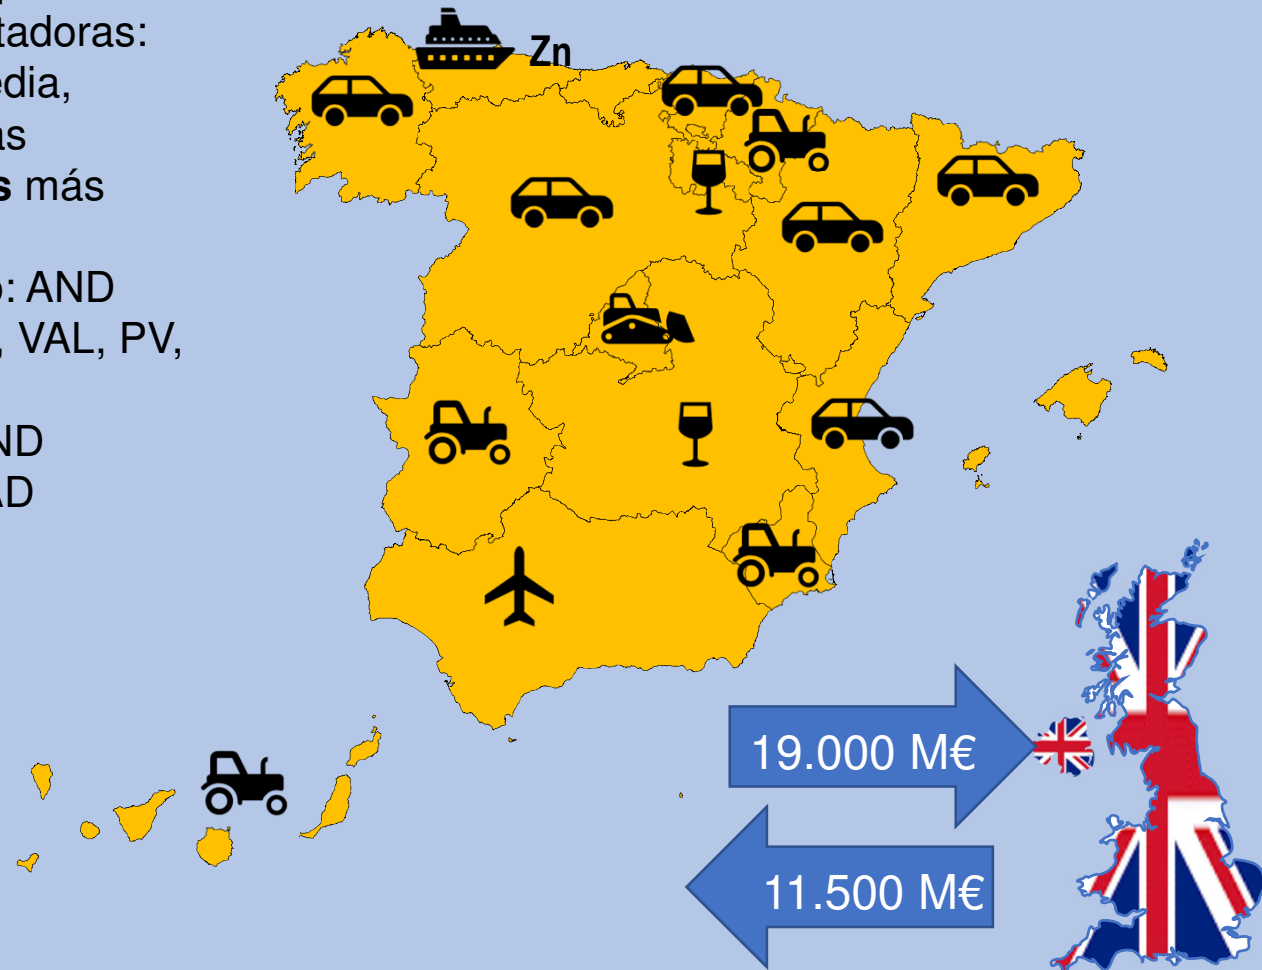 tadoras:
edia,
as
s más
o: AND
, VAL, PV,
ND
AD
Zn
19.000 M€
11.500 M€